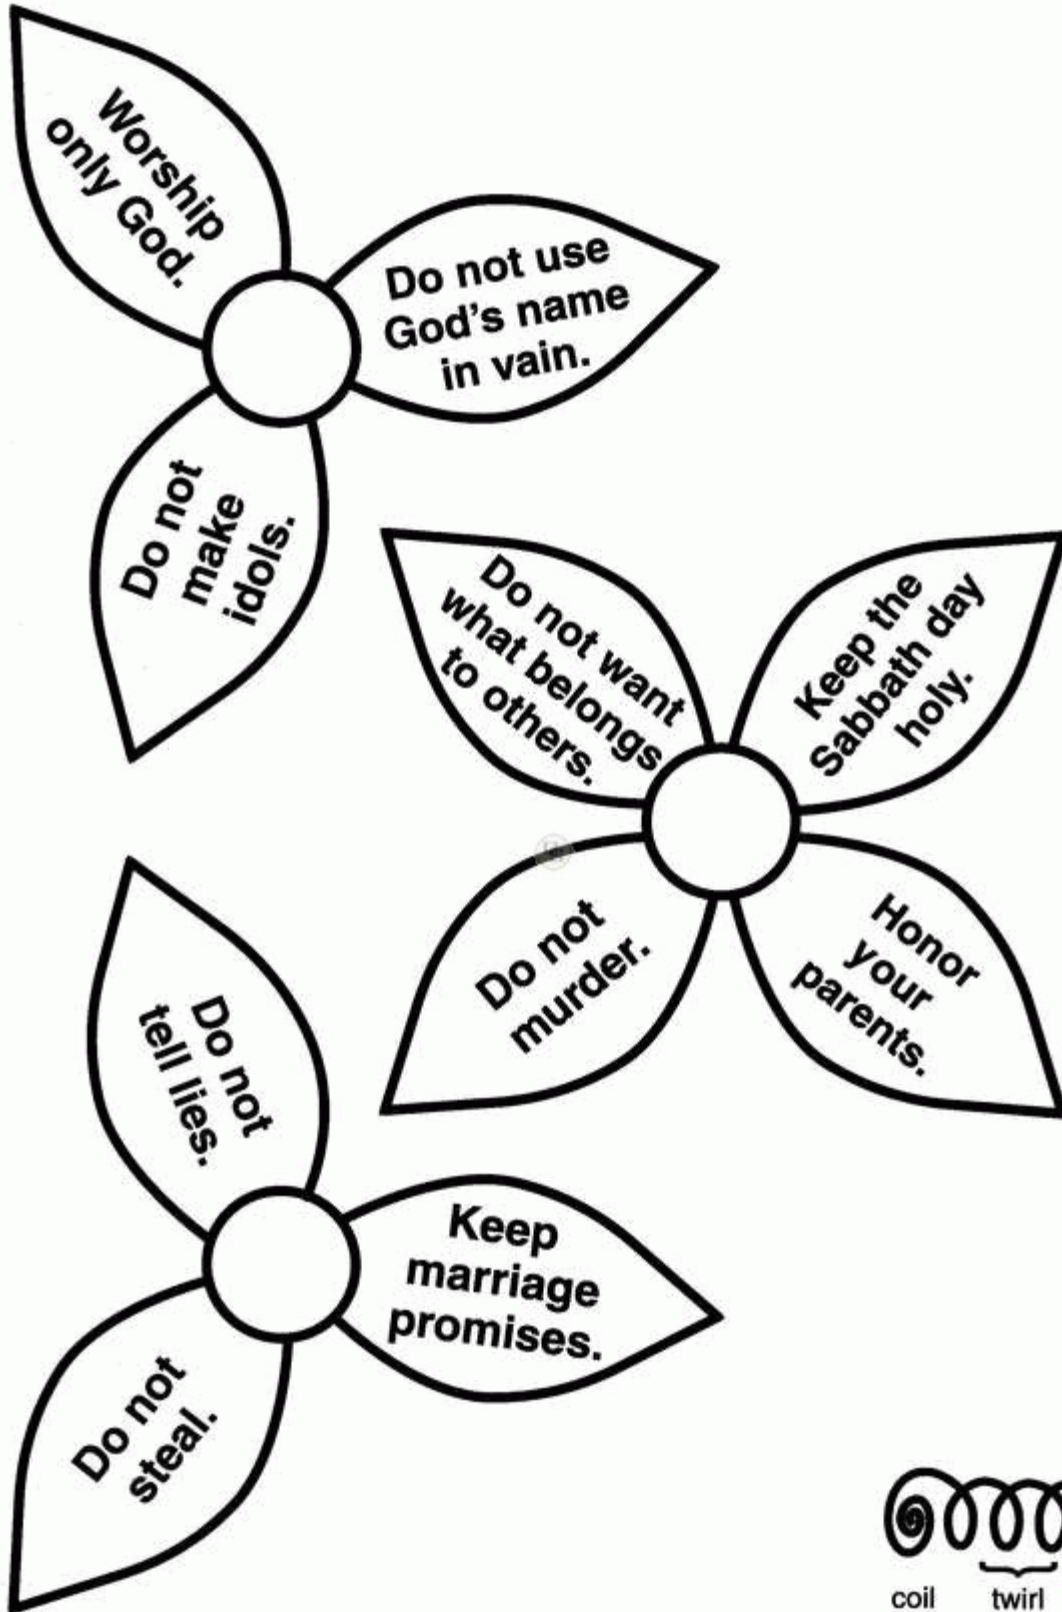 Worship
only God.
Do not use
God's name
in vain.
Do not
make
idols.
Do not want
what belongs
to others.
Keep the
Sabbath day
holy.
Do not
murder.
Honor
your
parents.
Do not
tell lies.
Keep
marriage
promises.
Do not
steal.
coil
twirl